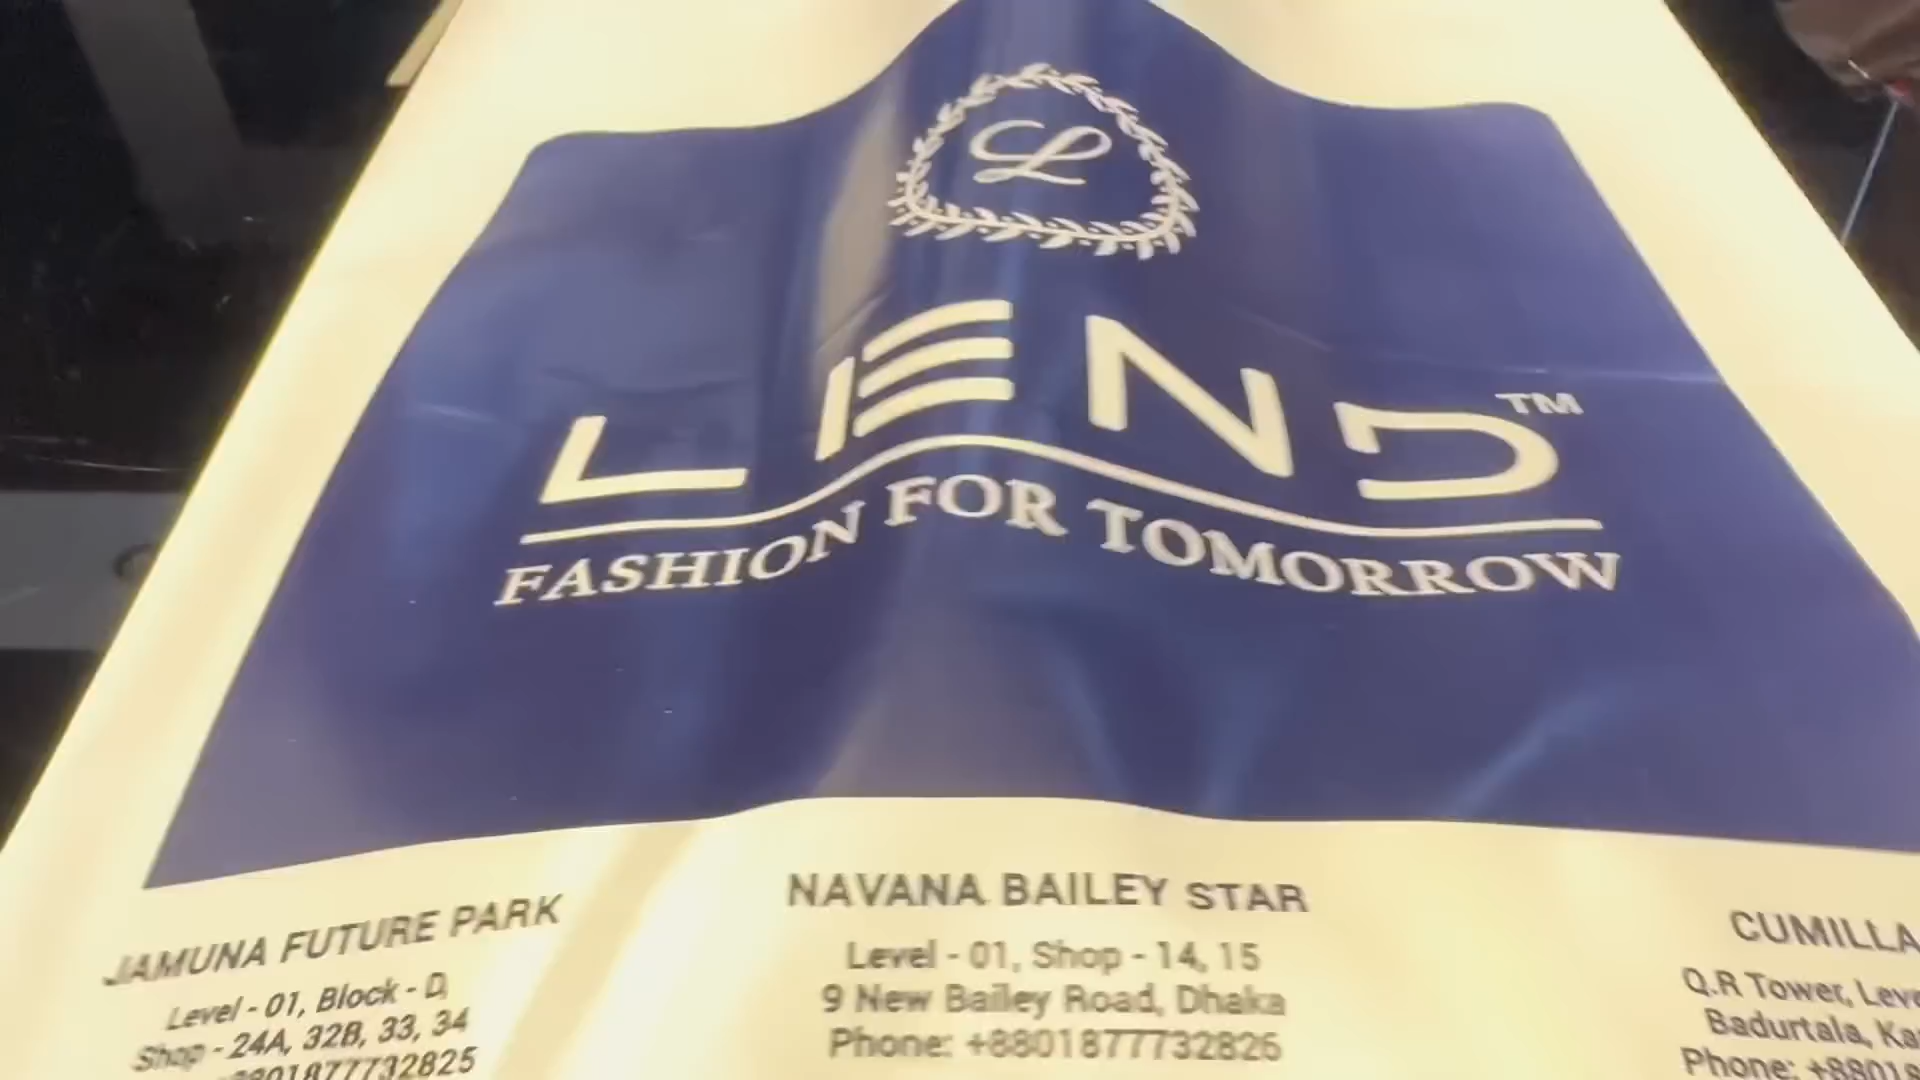 L
LEND™
FASHION FOR TOMORROW
JAMUNA FUTURE PARK
Level - 01, Block - D,
Shop - 24A, 32B, 33, 34
NAVANA BAILEY STAR
Level - 01, Shop - 14, 15
9 New Bailey Road, Dhaka
Phone: +8801877732826
CUMILLA
Q.R Tower,
Badurtala,
Phone: